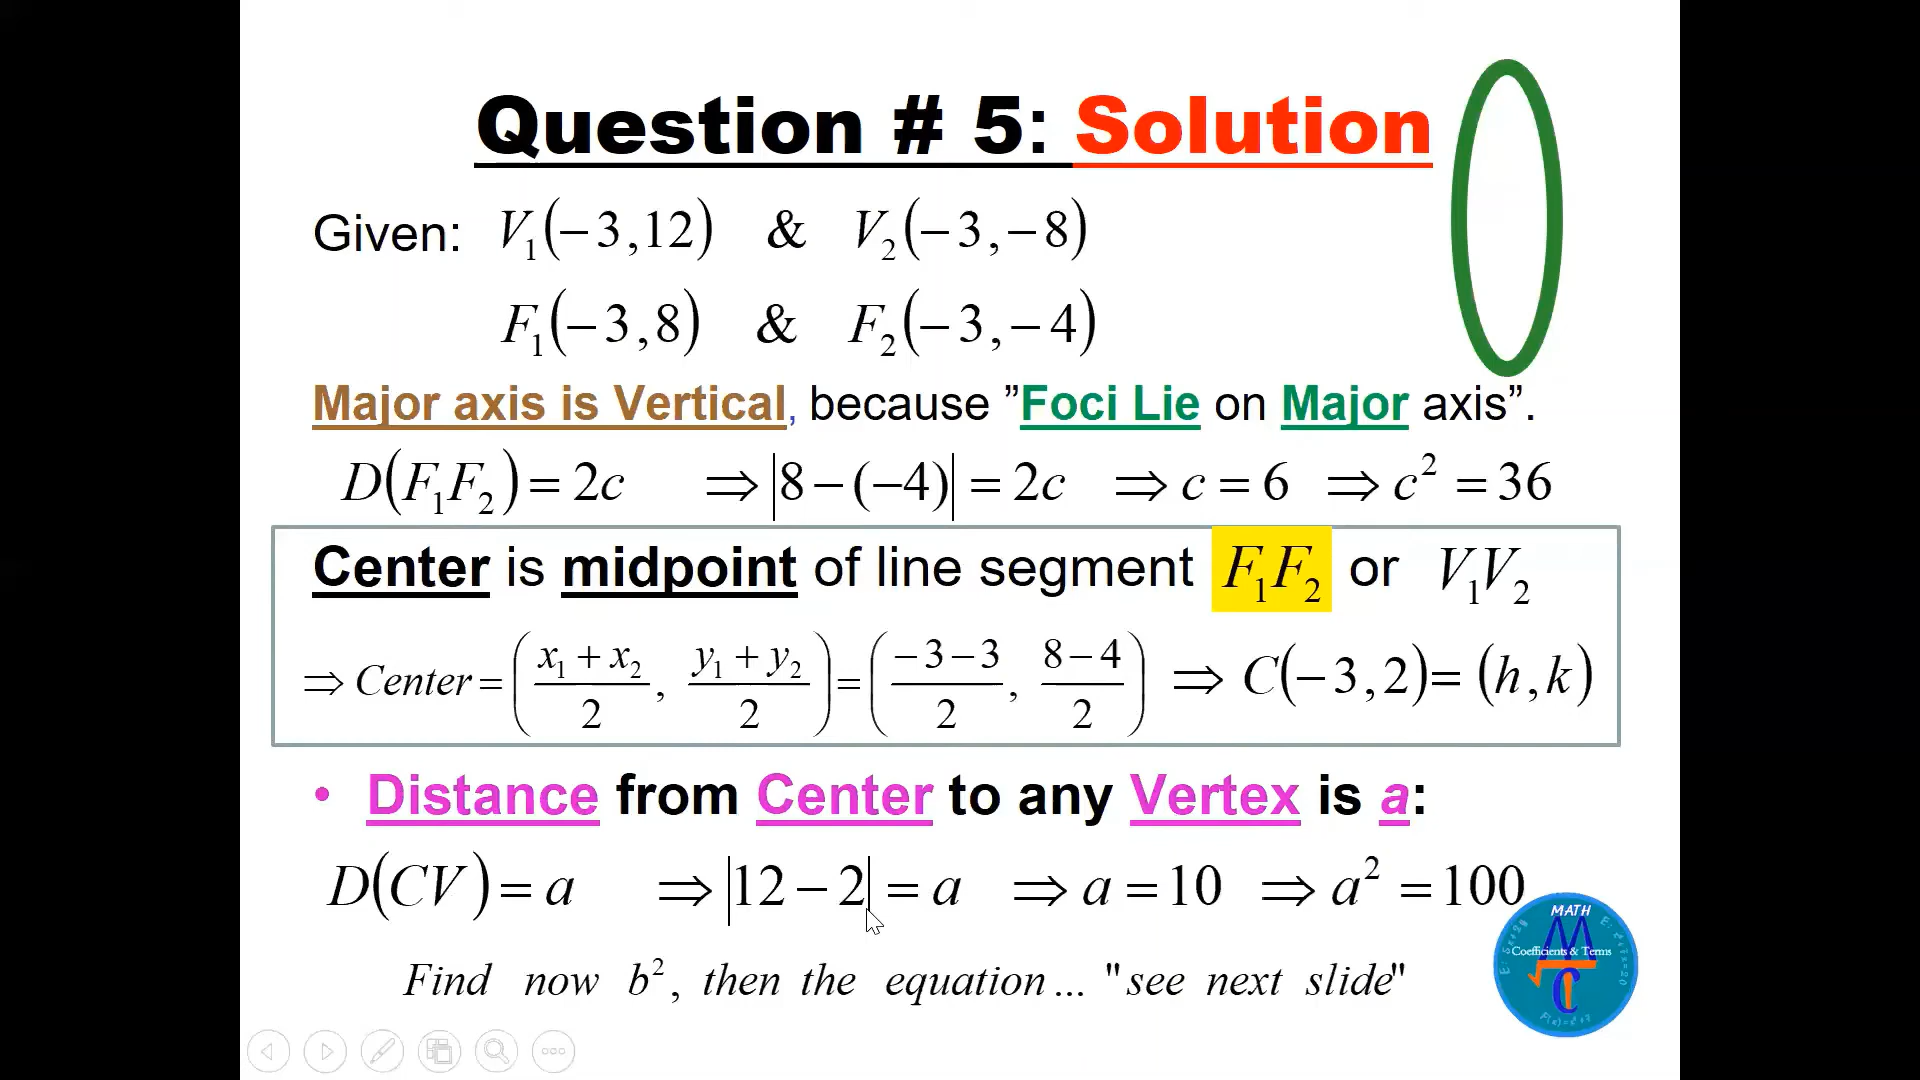 Question # 5: Solution
Given: V₁(−3,12) & V₂(−3,−8)
F₁(−3,8) & F₂(−3,−4)
Major axis is Vertical, because ”Foci Lie on Major axis”.
D(F₁F₂) = 2c ⇒ |8 − (−4)| = 2c ⇒ c = 6 ⇒ c² = 36
Center is midpoint of line segment F₁F₂ or V₁V₂
⇒ Center = ((x₁ + x₂)/2, (y₁ + y₂)/2) = ((−3−3)/2, (8−4)/2) ⇒ C(−3,2) = (h,k)
• Distance from Center to any Vertex is a:
D(CV) = a ⇒ |12 − 2| = a ⇒ a = 10 ⇒ a² = 100
Find now b², then the equation... "see next slide"
MATH
Coefficients & Terms